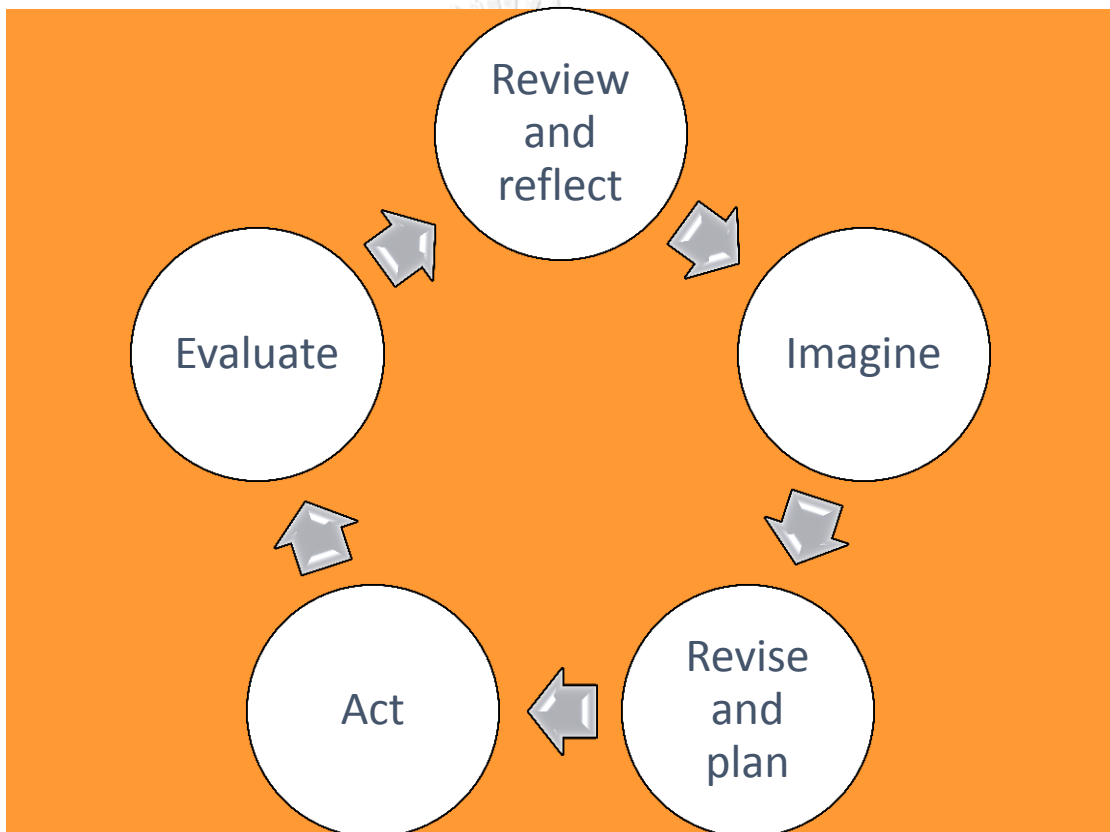 Review
and
reflect
Imagine
Revise
and
plan
Act
Evaluate